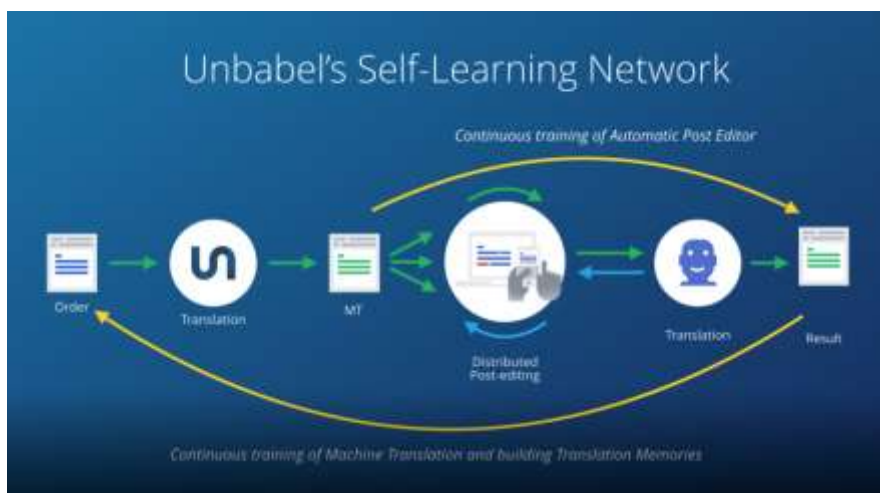 Unbabel's Self-Learning Network
Continuous training of Automatic Post Editor
Order
Translation
MT
Distributed
Post-editing
Translation
Result
Continuous training of Machine Translation and building Translation Memories